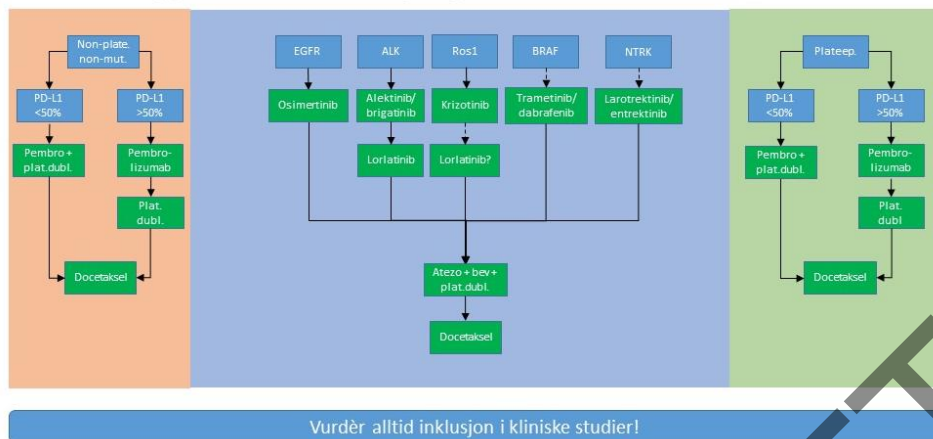 Non-plate.
non-mut.
PD-L1
<50%
PD-L1
>50%
Pembro +
plat.dubl.
Pembro-
lizumab
Plat.
dubl.
Docetaksel
EGFR
ALK
Ros1
BRAF
NTRK
Osimertinib
Alektinib/
brigatinib
Krizotinib
Trametinib/
dabrafenib
Larotrektinib/
entrektinib
Lorlatinib
Lorlatinib?
Atezo + bev +
plat.dubl.
Docetaksel
Plateep.
PD-L1
<50%
PD-L1
>50%
Pembro +
plat.dubl.
Pembro-
lizumab
Plat.
dubl
Docetaksel
Vurdèr alltid inklusjon i kliniske studier!